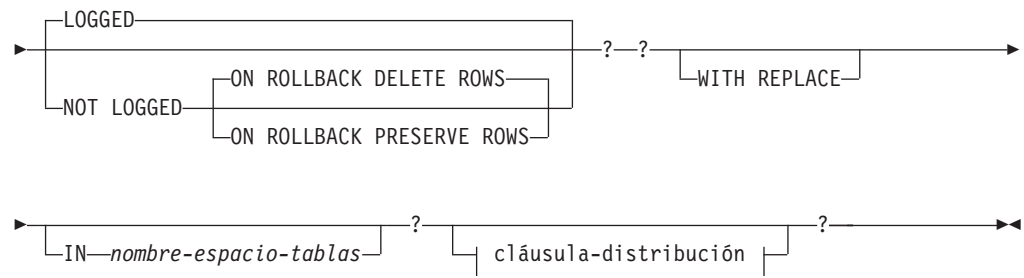 LOGGED
? ?
ON ROLLBACK DELETE ROWS
WITH REPLACE
NOT LOGGED
ON ROLLBACK PRESERVE ROWS
? ?
IN nombre-espacio-tablas
cláusula-distribución